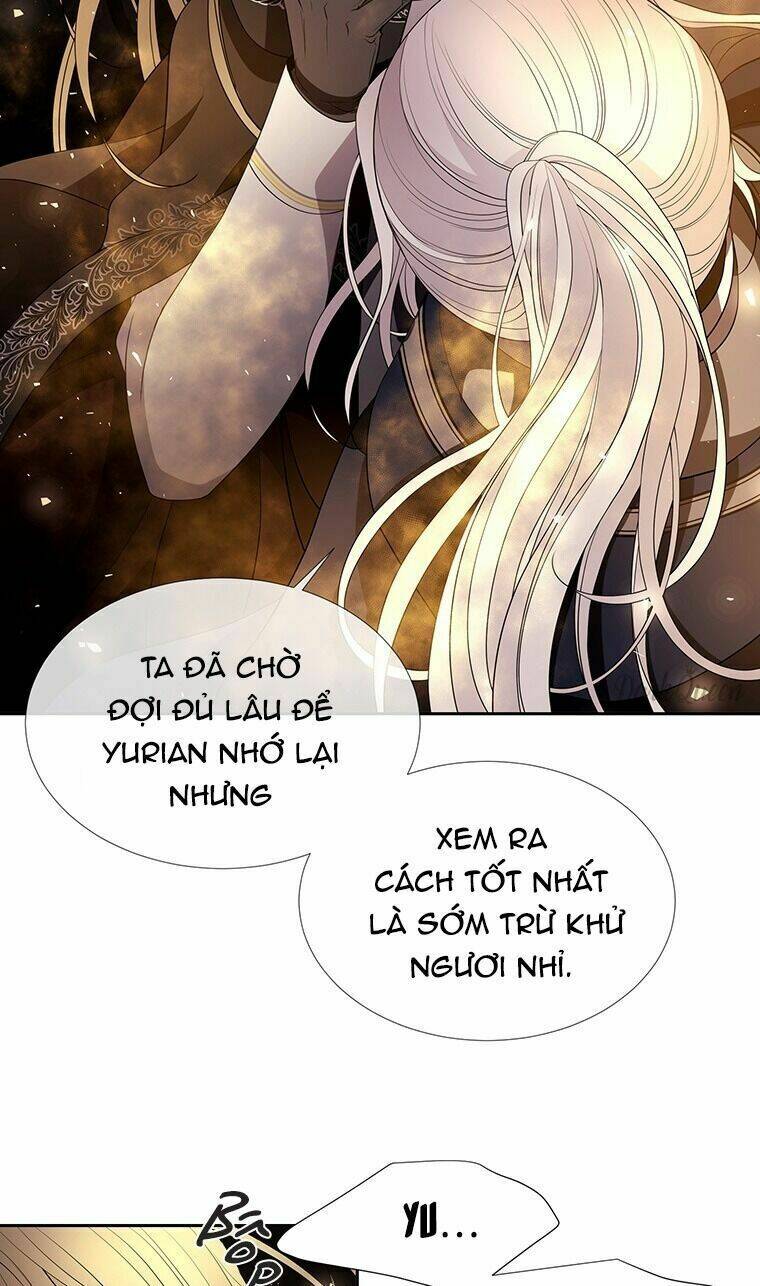 TA ĐÃ CHỜ
ĐỢI ĐỦ LÂU ĐỂ
YURIAN NHỚ LẠI
NHƯNG
XEM RA
CÁCH TỐT NHẤT
LÀ SỚM TRỪ KHỬ
NGƯƠI NHỈ.
YU...
BÔP